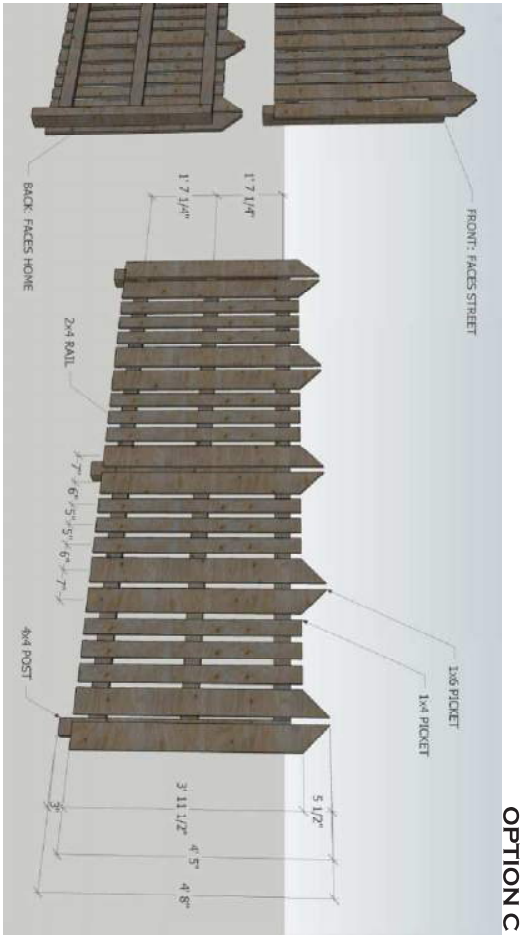 OPTION C
FRONT: FACES STREET
BACK: FACES HOME
1' 7 1/4"
1' 7 1/4"
1x6 PICKET
1x4 PICKET
2x4 RAIL
7"
6"
5"
5"
6"
7"
4x4 POST
5 1/2"
3' 11 1/2"
3"
4' 5"
4' 8"